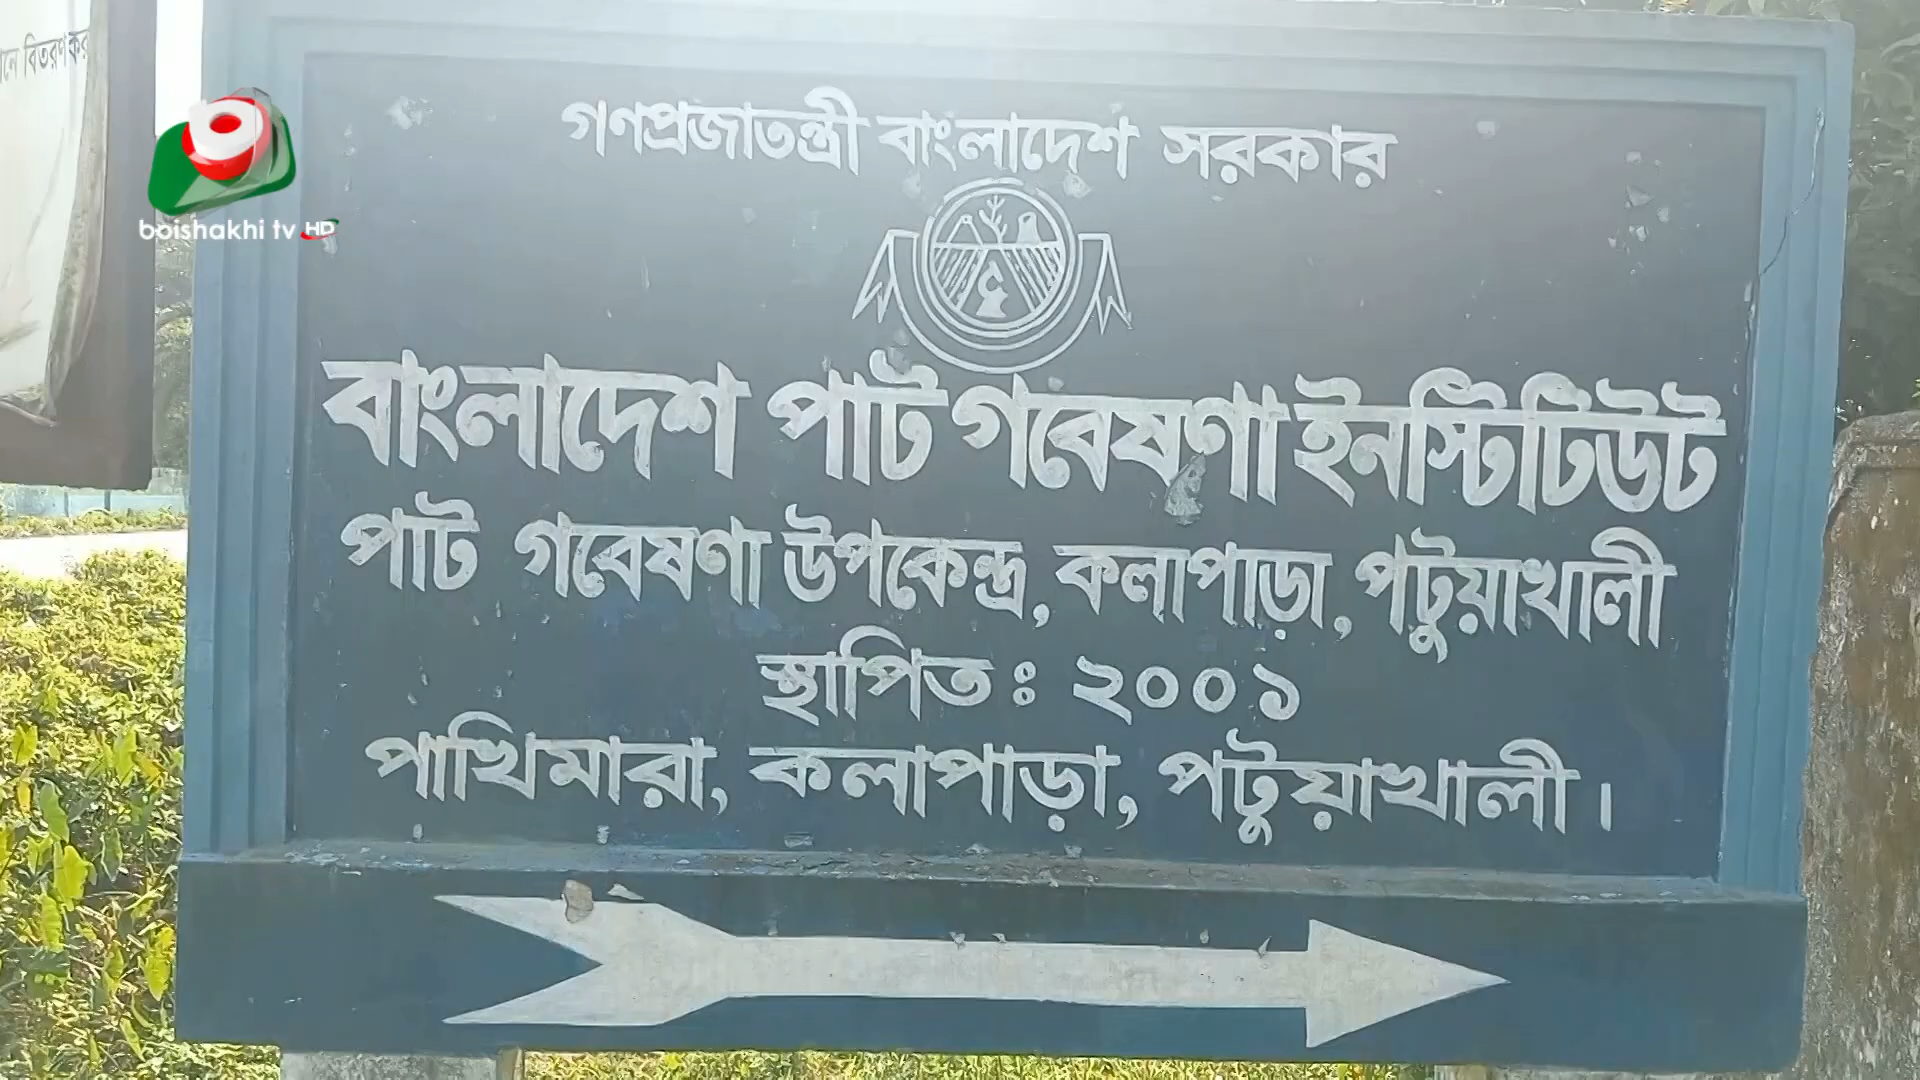 নে বিতরণকর
boishakhi tv HD
গণপ্রজাতন্ত্রী বাংলাদেশ সরকার
বাংলাদেশ পাট গবেষণা ইনস্টিটিউট
পাট গবেষণা উপকেন্দ্র, কলাপাড়া, পটুয়াখালী
স্থাপিত : ২০০১
পাখিমারা, কলাপাড়া, পটুয়াখালী।